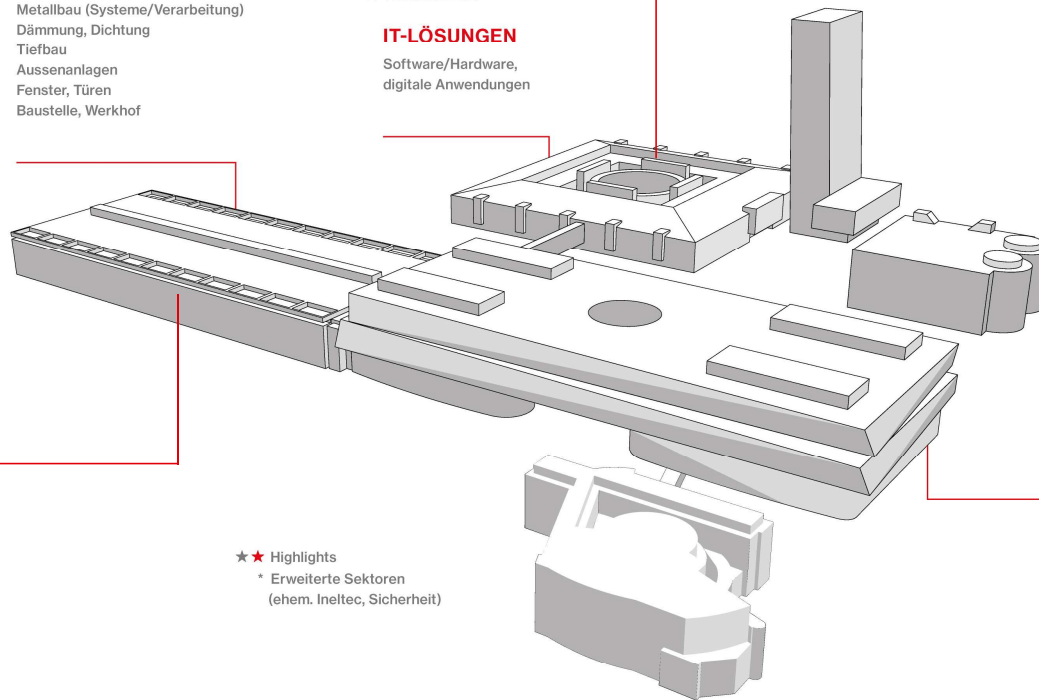 Metallbau (Systeme/Verarbeitung)
Dämmung, Dichtung
Tiefbau
Aussenanlagen
Fenster, Türen
Baustelle, Werkhof
IT-LÖSUNGEN
Software/Hardware,
digitale Anwendungen
★★ Highlights
* Erweiterte Sektoren
(ehem. Ineltec, Sicherheit)